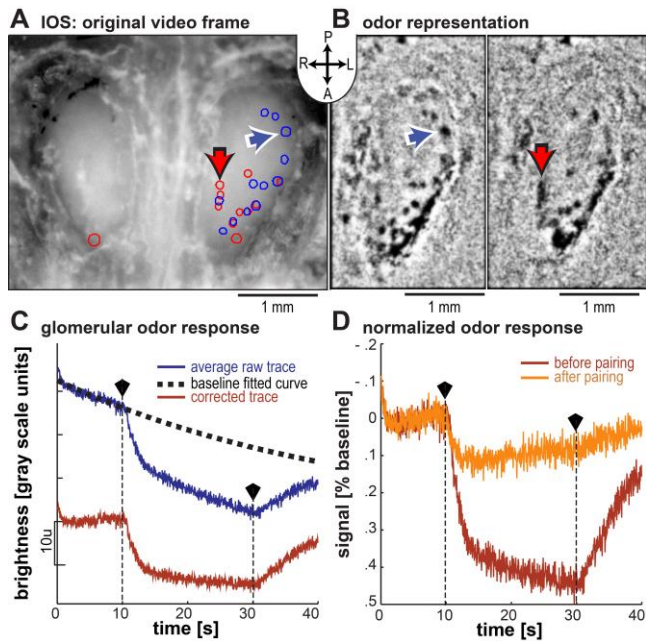 A IOS: original video frame
B odor representation
P
R L
A
1 mm
1 mm
1 mm
C glomerular odor response
average raw trace
baseline fitted curve
corrected trace
brightness [gray scale units]
10u
0 10 20 30 40
time [s]
D normalized odor response
before pairing
after pairing
signal [% baseline]
- .2
.1
0
.1
.2
.3
.4
.5
0 10 20 30 40
time [s]